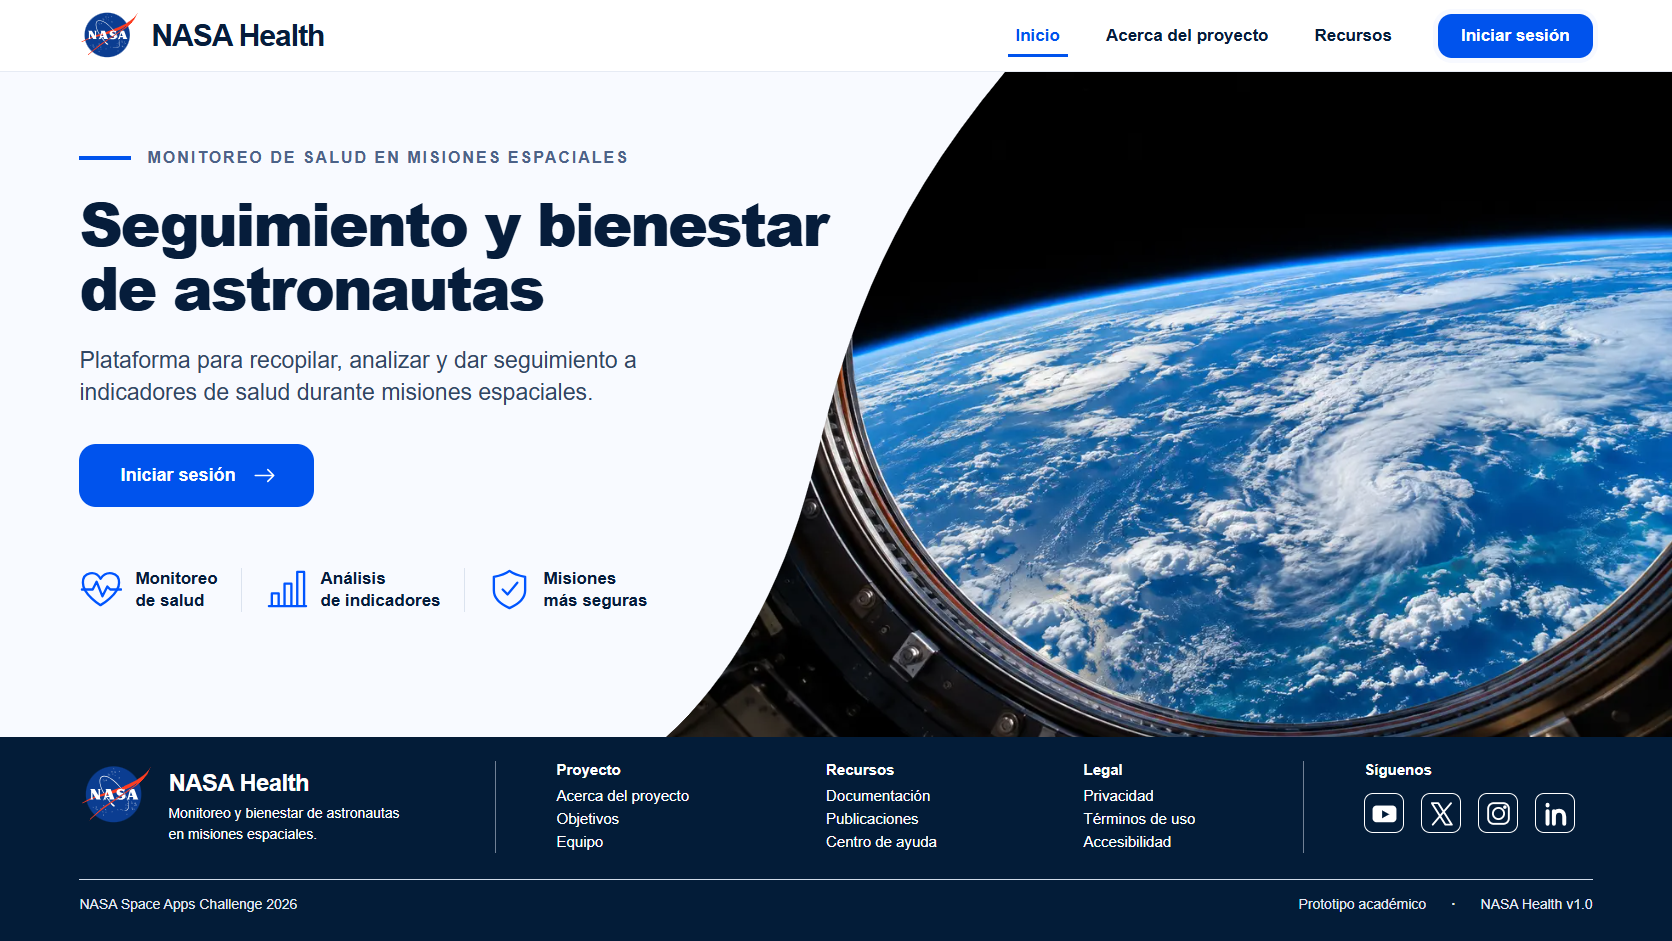 NASA
NASA Health
Inicio
Acerca del proyecto
Recursos
Iniciar sesión
MONITOREO DE SALUD EN MISIONES ESPACIALES
Seguimiento y bienestar
de astronautas
Plataforma para recopilar, analizar y dar seguimiento a
indicadores de salud durante misiones espaciales.
Iniciar sesión
Monitoreo
de salud
Análisis
de indicadores
Misiones
más seguras
NASA
NASA Health
Monitoreo y bienestar de astronautas
en misiones espaciales.
Proyecto
Acerca del proyecto
Objetivos
Equipo
Recursos
Documentación
Publicaciones
Centro de ayuda
Legal
Privacidad
Términos de uso
Accesibilidad
Síguenos
NASA Space Apps Challenge 2026
Prototipo académico · NASA Health v1.0